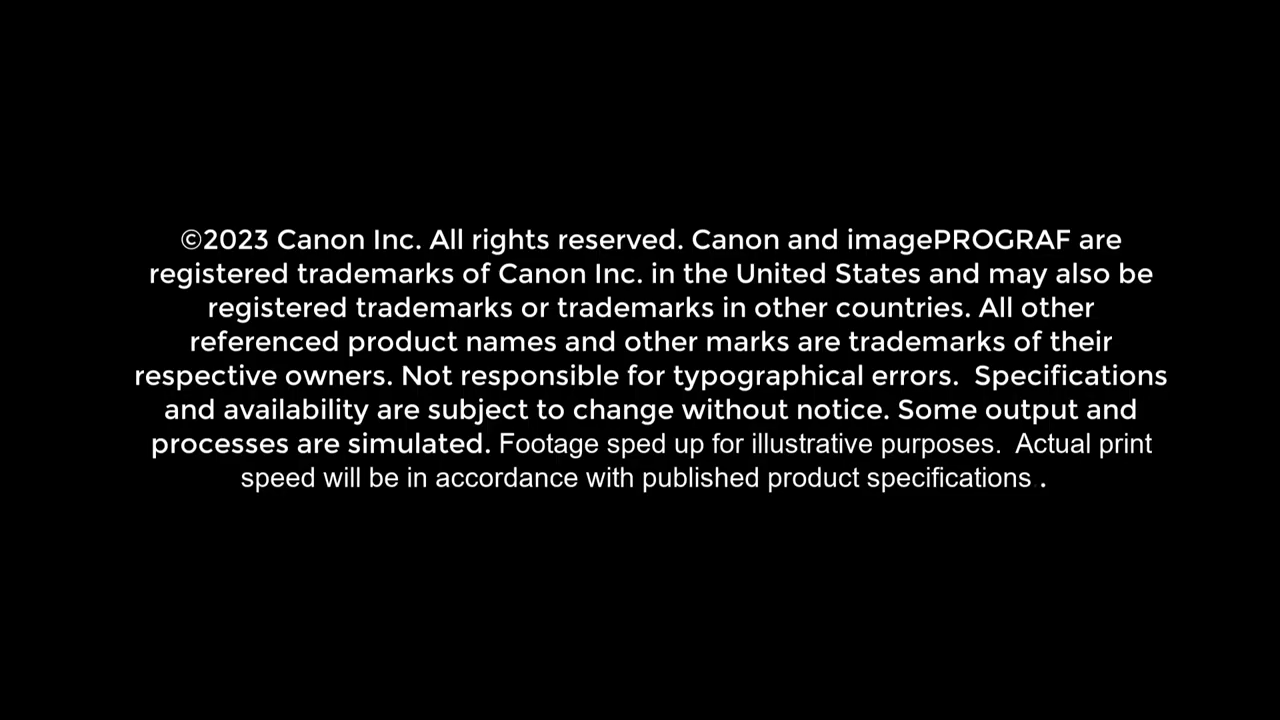 ©2023 Canon Inc. All rights reserved. Canon and imagePROGRAF are
registered trademarks of Canon Inc. in the United States and may also be
registered trademarks or trademarks in other countries. All other
referenced product names and other marks are trademarks of their
respective owners. Not responsible for typographical errors.  Specifications
and availability are subject to change without notice. Some output and
processes are simulated. Footage sped up for illustrative purposes.  Actual print
speed will be in accordance with published product specifications .